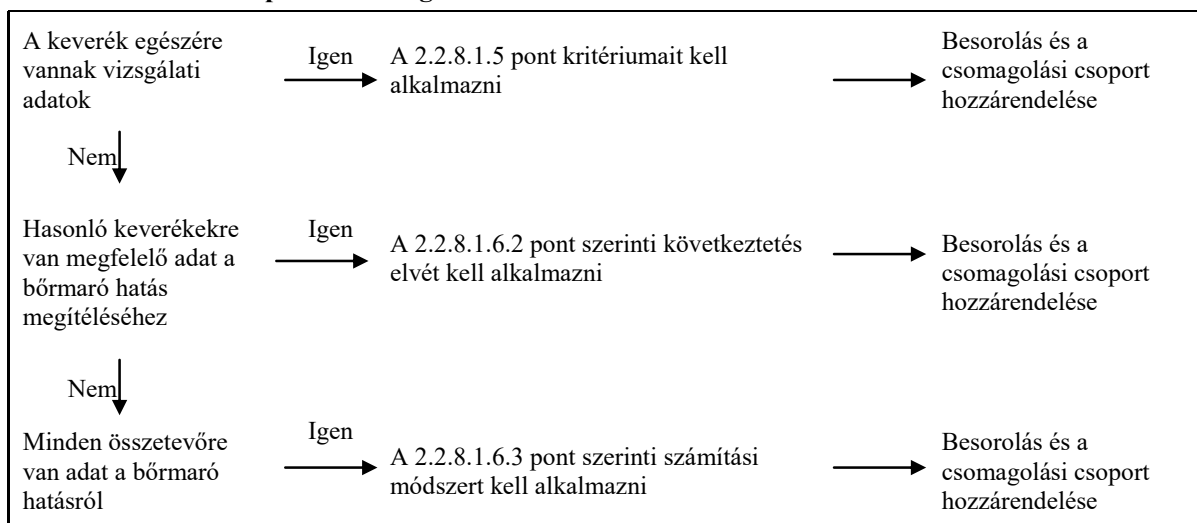 A keverék egészére
vannak vizsgálati
adatok
Igen
A 2.2.8.1.5 pont kritériumait kell
alkalmazni
Besorolás és a
csomagolási csoport
hozzárendelése
Nem
Hasonló keverékekre
van megfelelő adat a
bőrmaró hatás
megítéléséhez
Igen
A 2.2.8.1.6.2 pont szerinti következtetés
elvét kell alkalmazni
Besorolás és a
csomagolási csoport
hozzárendelése
Nem
Minden összetevőre
van adat a bőrmaró
hatásról
Igen
A 2.2.8.1.6.3 pont szerinti számítási
módszert kell alkalmazni
Besorolás és a
csomagolási csoport
hozzárendelése